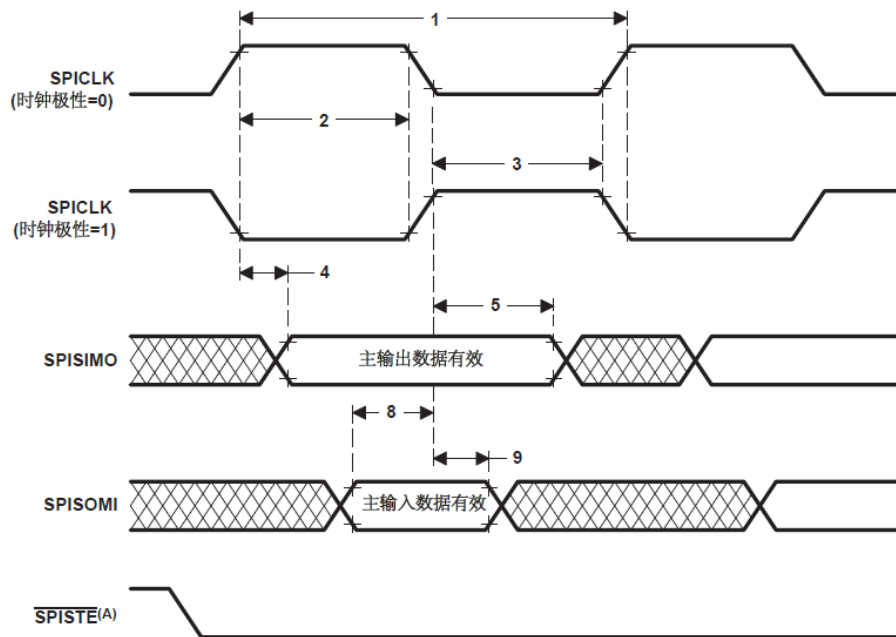 1
SPICLK
(时钟极性=0)
2
3
SPICLK
(时钟极性=1)
4
5
SPISIMO
主输出数据有效
8
9
SPISOMI
主输入数据有效
SPISTE(A)